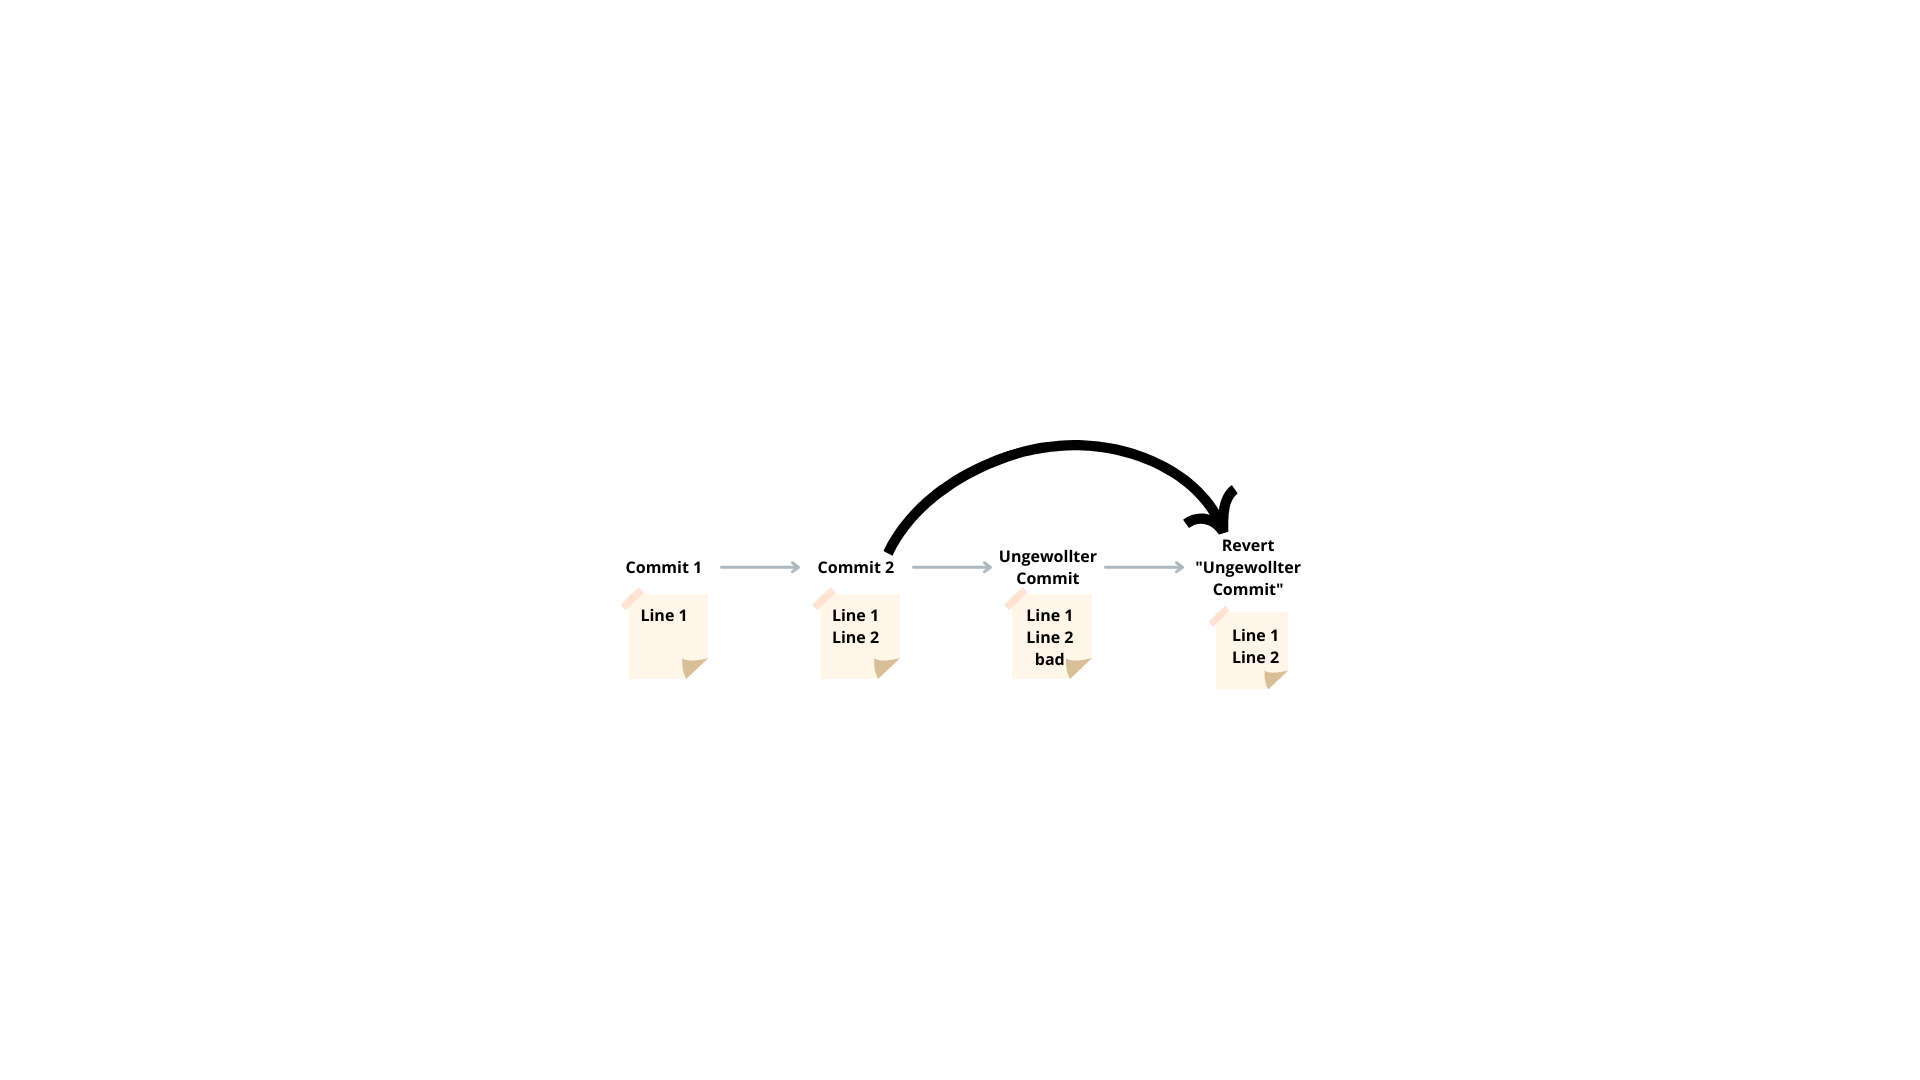 Commit 1
Line 1
Commit 2
Line 1
Line 2
Ungewollter
Commit
Line 1
Line 2
bad
Revert
"Ungewollter
Commit"
Line 1
Line 2